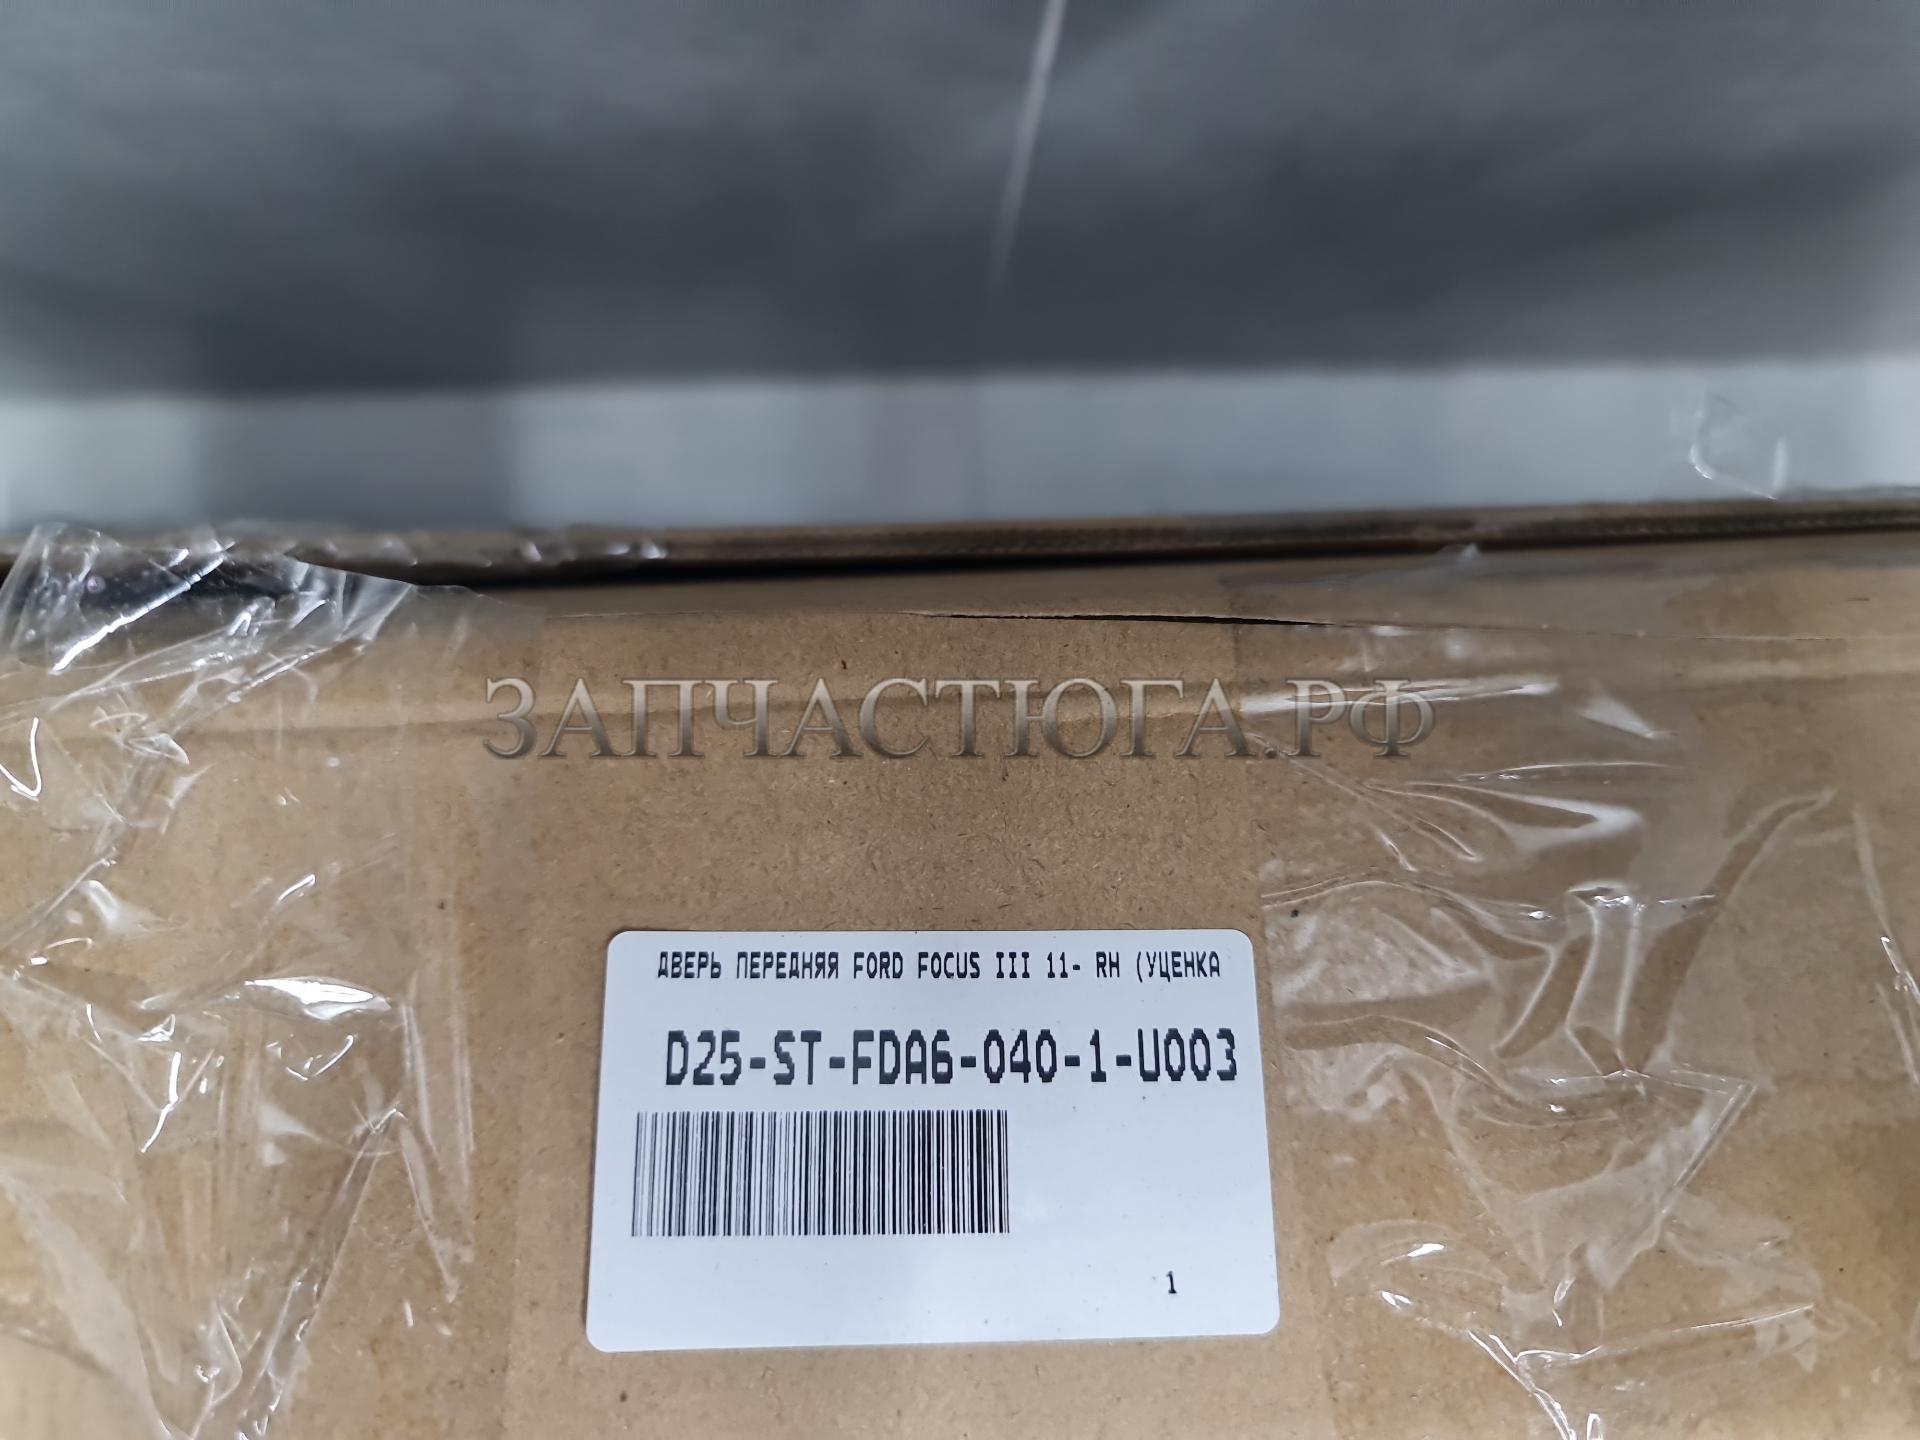 ЗАПЧАСТЮГА.РФ
ДВЕРЬ ПЕРЕДНЯЯ FORD FOCUS III 11- RH (УЦЕНКА
D25-ST-FDA6-040-1-U003
1